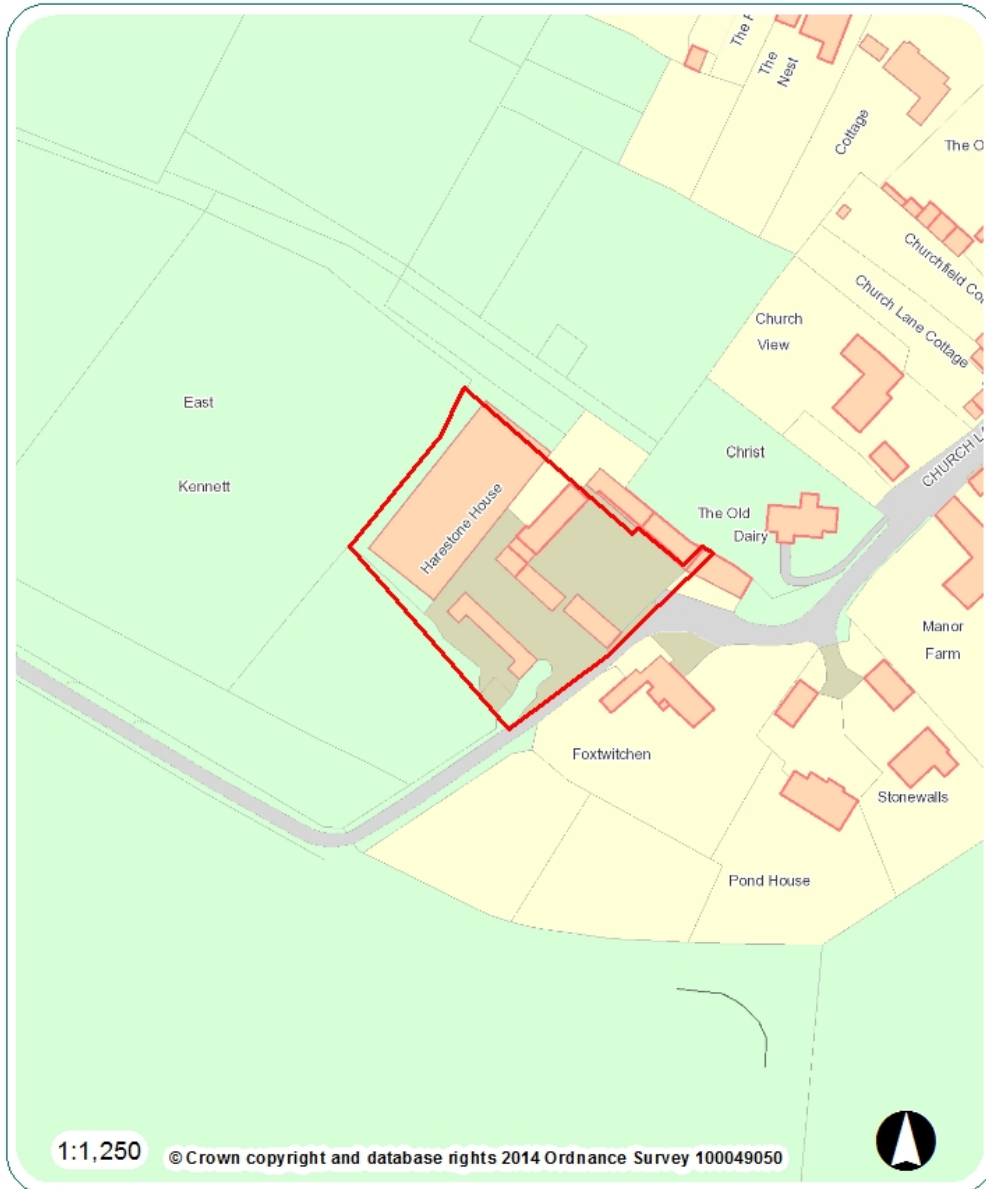 The
Nest
Cottage
The O
Churchfield Co
Church Lane Cottage
Church
View
CHURCH L
East
Kennett
Harestone House
Christ
The Old
Dairy
Manor
Farm
Foxtwitchen
Stonewalls
Pond House
1:1,250
© Crown copyright and database rights 2014 Ordnance Survey 100049050